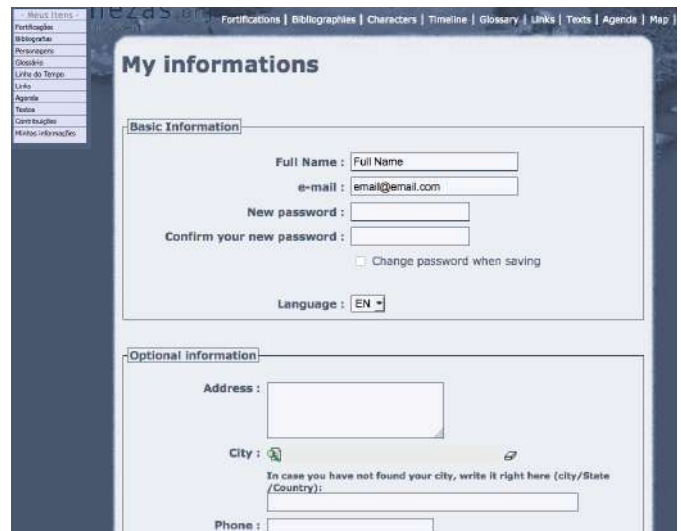 - Meus Itens -
Fortificações
Bibliografias
Personagens
Glossário
Linha do Tempo
Links
Agenda
Textos
Contribuições
Minhas informações
nezas.org
Fortifications | Bibliographies | Characters | Timeline | Glossary | Links | Texts | Agenda | Map |
My informations
Basic Information
Full Name : Full Name
e-mail : email@email.com
New password :
Confirm your new password :
Change password when saving
Language : EN
Optional information
Address :
City :
In case you have not found your city, write it right here (city/State
/Country):
Phone :